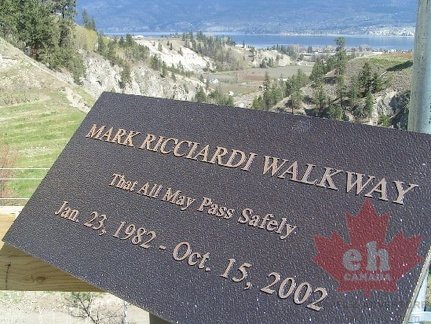 MARK RICCIARDI WALKWAY
That All May Pass Safely.
Jan. 23, 1982 - Oct. 15, 2002
eh
CANADA